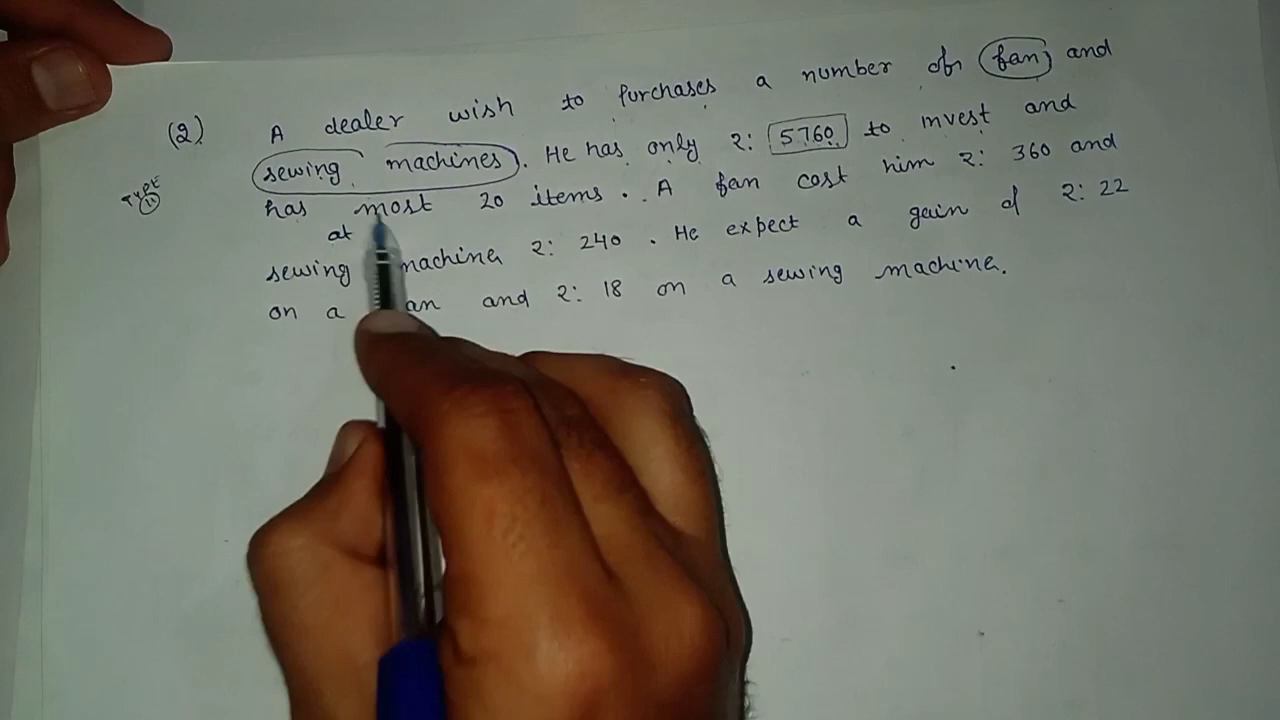 (2) A dealer wish to purchases a number of fan and
sewing machines. He has only 2: 5760 to invest and
has at most 20 items. A fan cost him 2: 360 and
sewing machine 2: 240. He expect a gain of 2: 22
on a an and 2: 18 on a sewing machine.